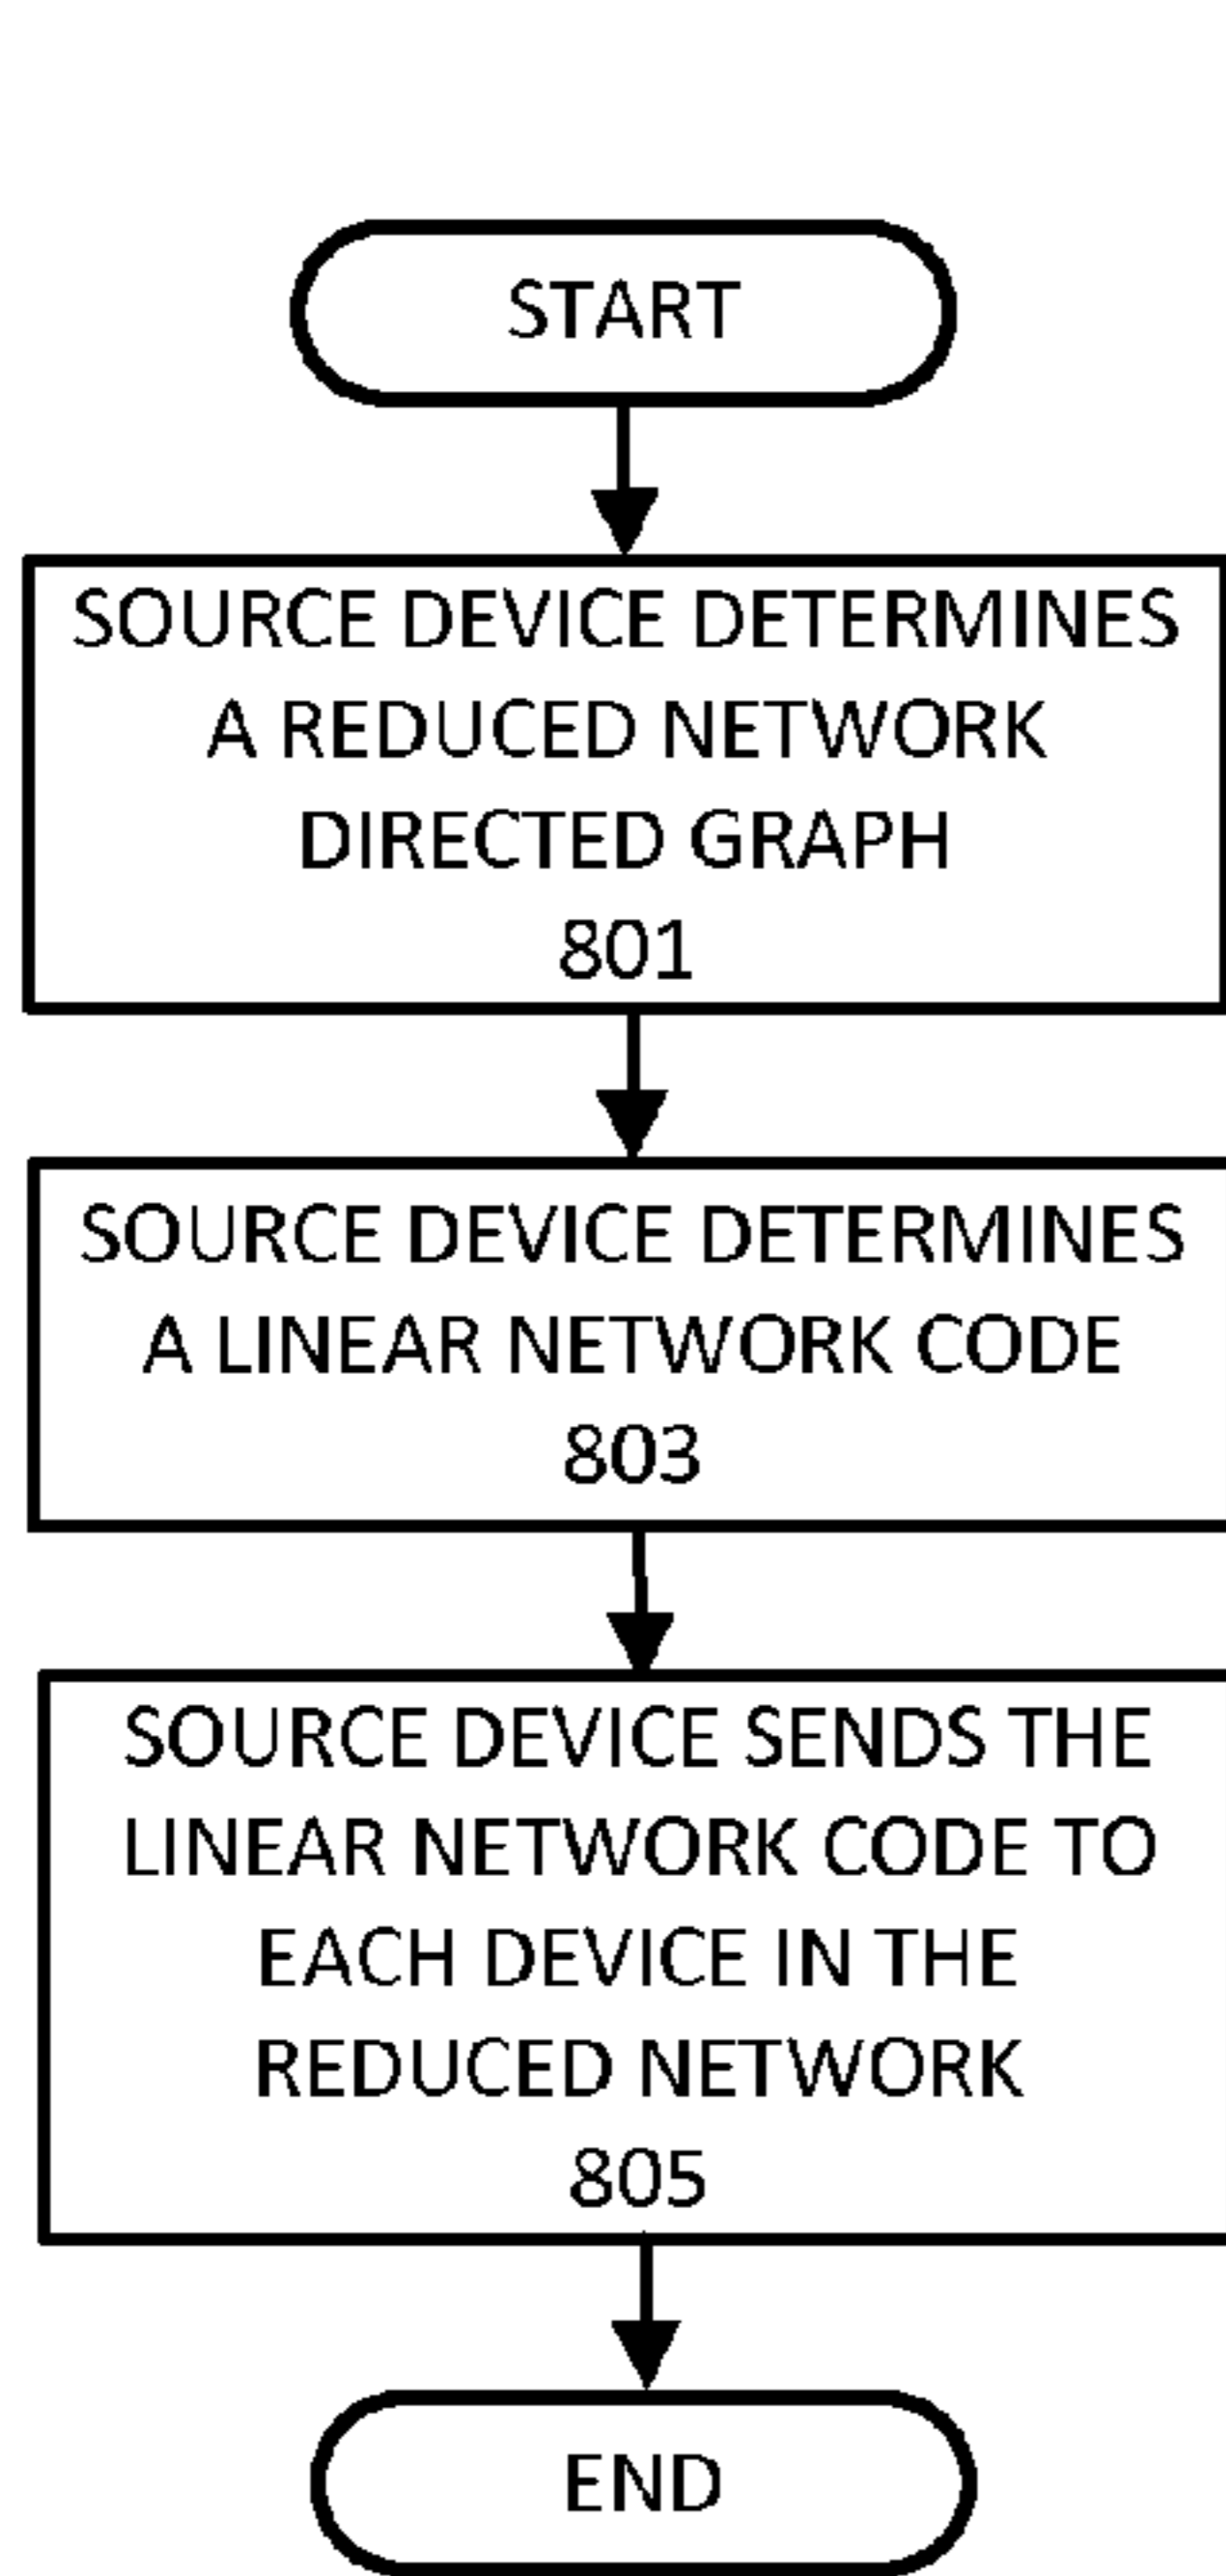 START
SOURCE DEVICE DETERMINES
A REDUCED NETWORK
DIRECTED GRAPH
801
SOURCE DEVICE DETERMINES
A LINEAR NETWORK CODE
803
SOURCE DEVICE SENDS THE
LINEAR NETWORK CODE TO
EACH DEVICE IN THE
REDUCED NETWORK
805
END